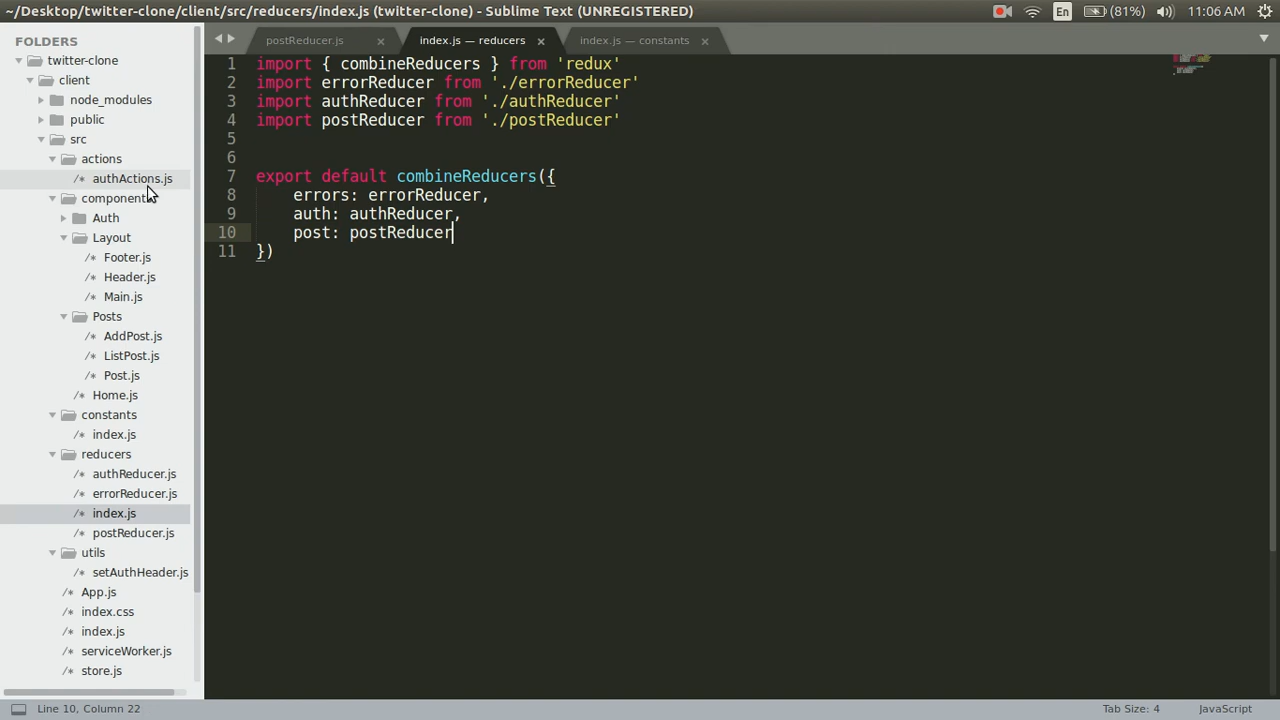 ~/Desktop/twitter-clone/client/src/reducers/index.js (twitter-clone) - Sublime Text (UNREGISTERED)
En
(81%)
11:06 AM
FOLDERS
twitter-clone
client
node_modules
public
src
actions
authActions.js
component
Auth
Layout
Footer.js
Header.js
Main.js
Posts
AddPost.js
ListPost.js
Post.js
Home.js
constants
index.js
reducers
authReducer.js
errorReducer.js
index.js
postReducer.js
utils
setAuthHeader.js
App.js
index.css
index.js
serviceWorker.js
store.js
postReducer.js
index.js — reducers
index.js — constants
1 import { combineReducers } from 'redux'
2 import errorReducer from './errorReducer'
3 import authReducer from './authReducer'
4 import postReducer from './postReducer'
5
6
7 export default combineReducers({
8 errors: errorReducer,
9 auth: authReducer,
10 post: postReducer
11 })
Line 10, Column 22
Tab Size: 4
JavaScript